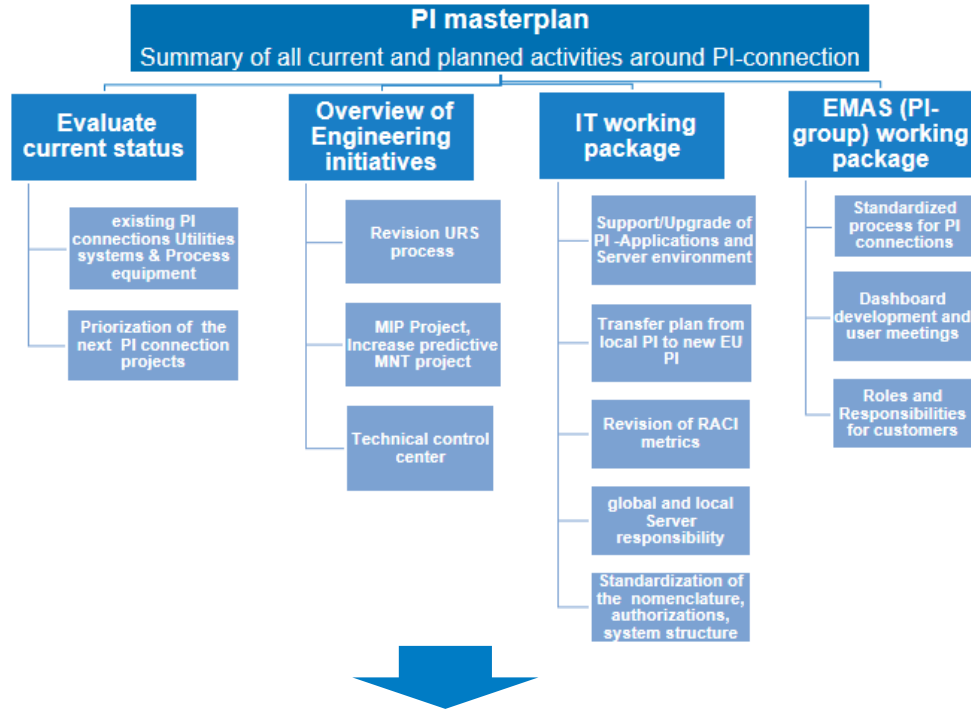 PI masterplan
Summary of all current and planned activities around PI-connection
Evaluate
current status
existing PI
connections Utilities
systems & Process
equipment
Priorization of  the
next  PI connection
projects
Overview of
Engineering
initiatives
Revision URS
process
MIP Project,
Increase predictive
MNT project
Technical control
center
IT working
package
Support/Upgrade of
PI -Applications and
Server environment
Transfer plan from
local PI to new EU
PI
Revision of RACI
metrics
global and local
Server
responsibility
Standardization of
the  nomenclature,
authorizations,
system structure
EMAS (PI-
group) working
package
Standardized
process for PI
connections
Dashboard
development and
user meetings
Roles and
Responsibilities
for customers